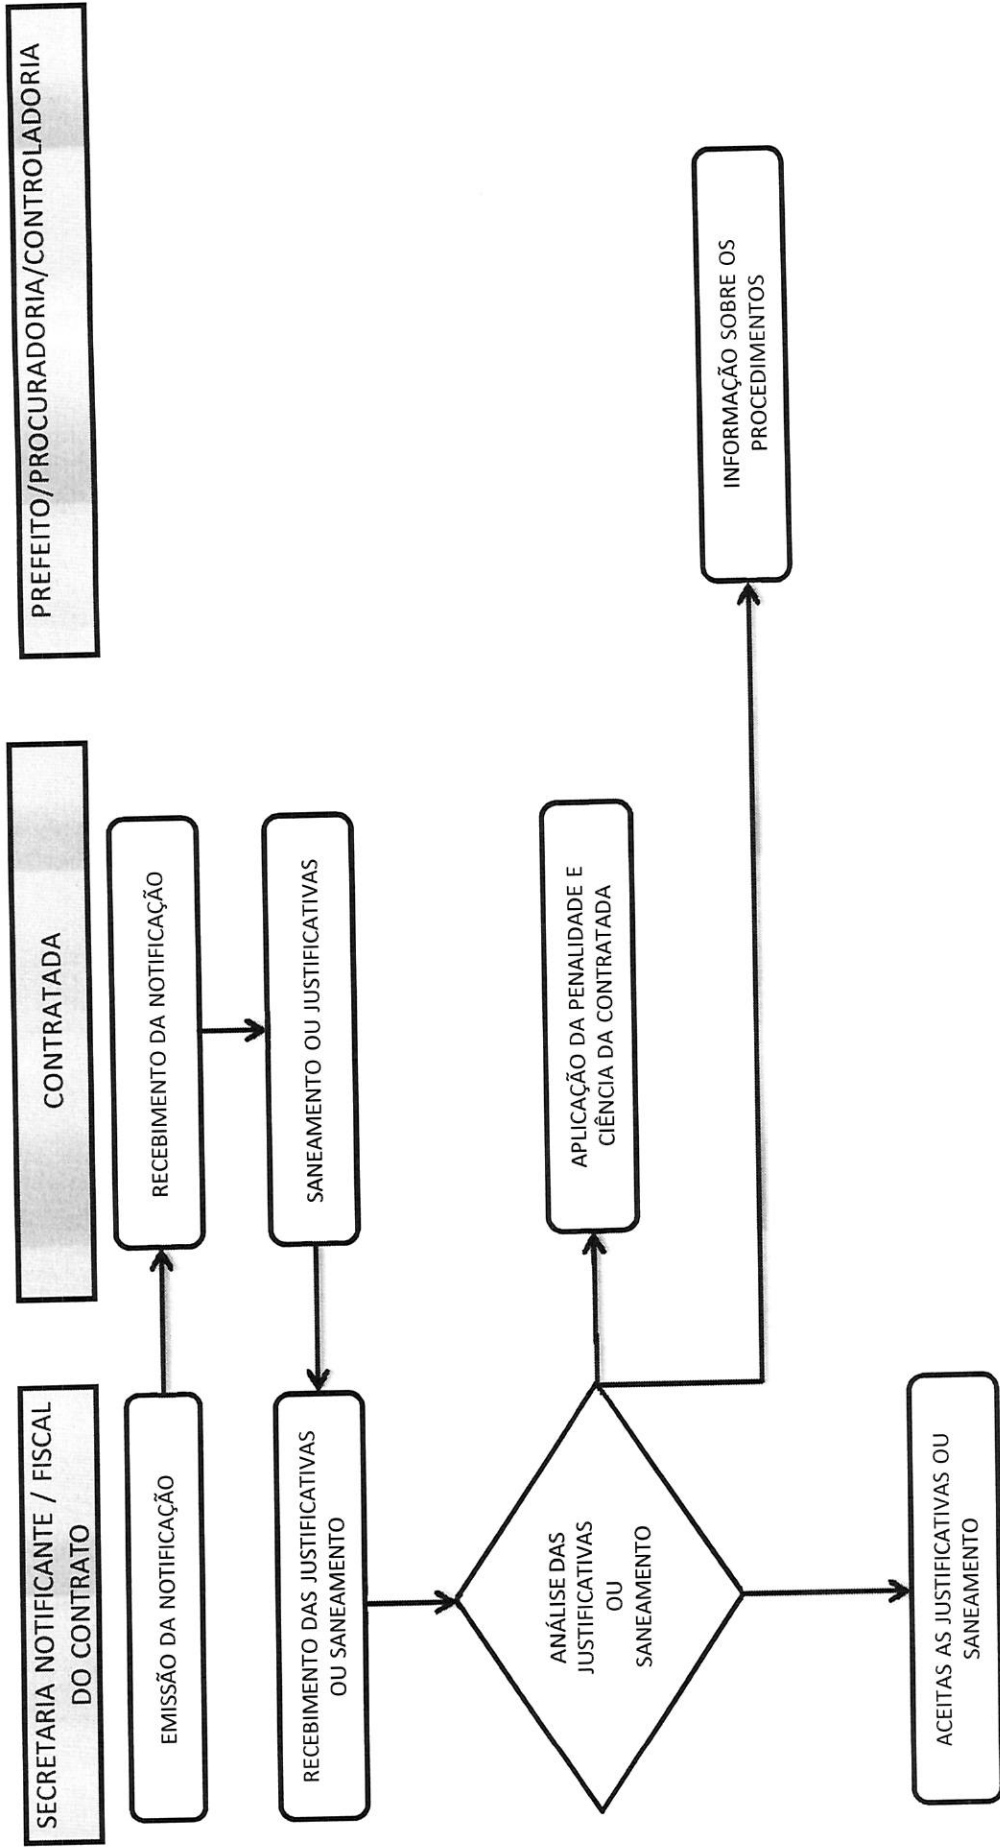 SECRETARIA NOTIFICANTE / FISCAL
DO CONTRATO
CONTRATADA
PREFEITO/PROCURADORIA/CONTROLADORIA
EMISSÃO DA NOTIFICAÇÃO
RECEBIMENTO DA NOTIFICAÇÃO
SANEAMENTO OU JUSTIFICATIVAS
RECEBIMENTO DAS JUSTIFICATIVAS
OU SANEAMENTO
ANÁLISE DAS
JUSTIFICATIVAS
OU
SANEAMENTO
APLICAÇÃO DA PENALIDADE E
CIÊNCIA DA CONTRATADA
INFORMAÇÃO SOBRE OS
PROCEDIMENTOS
ACEITAS AS JUSTIFICATIVAS OU
SANEAMENTO